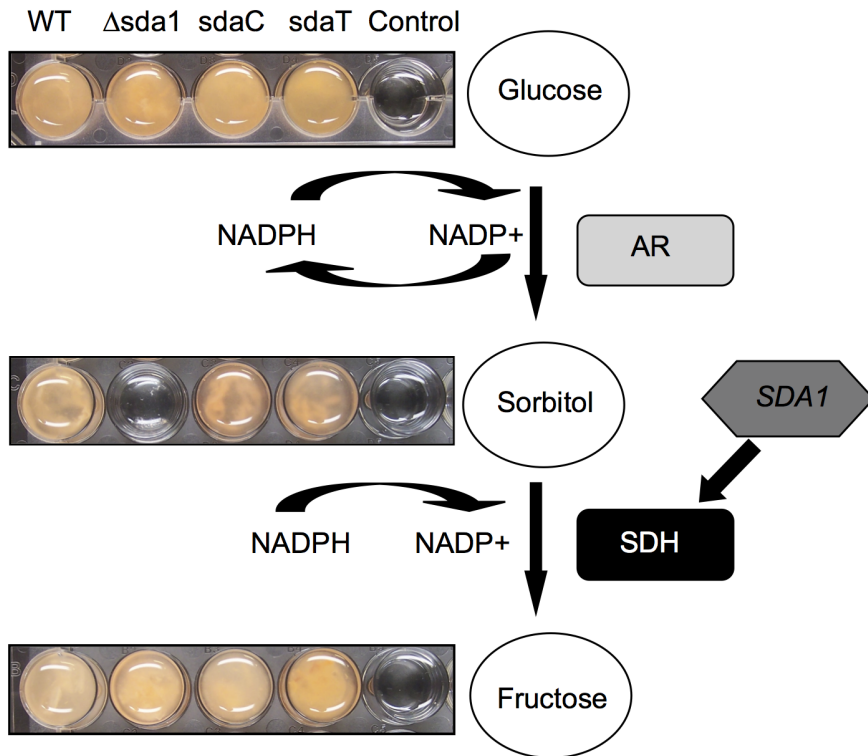 WT Δsda1 sdaC sdaT Control
Glucose
NADPH NADP+
AR
Sorbitol
SDA1
NADPH NADP+
SDH
Fructose